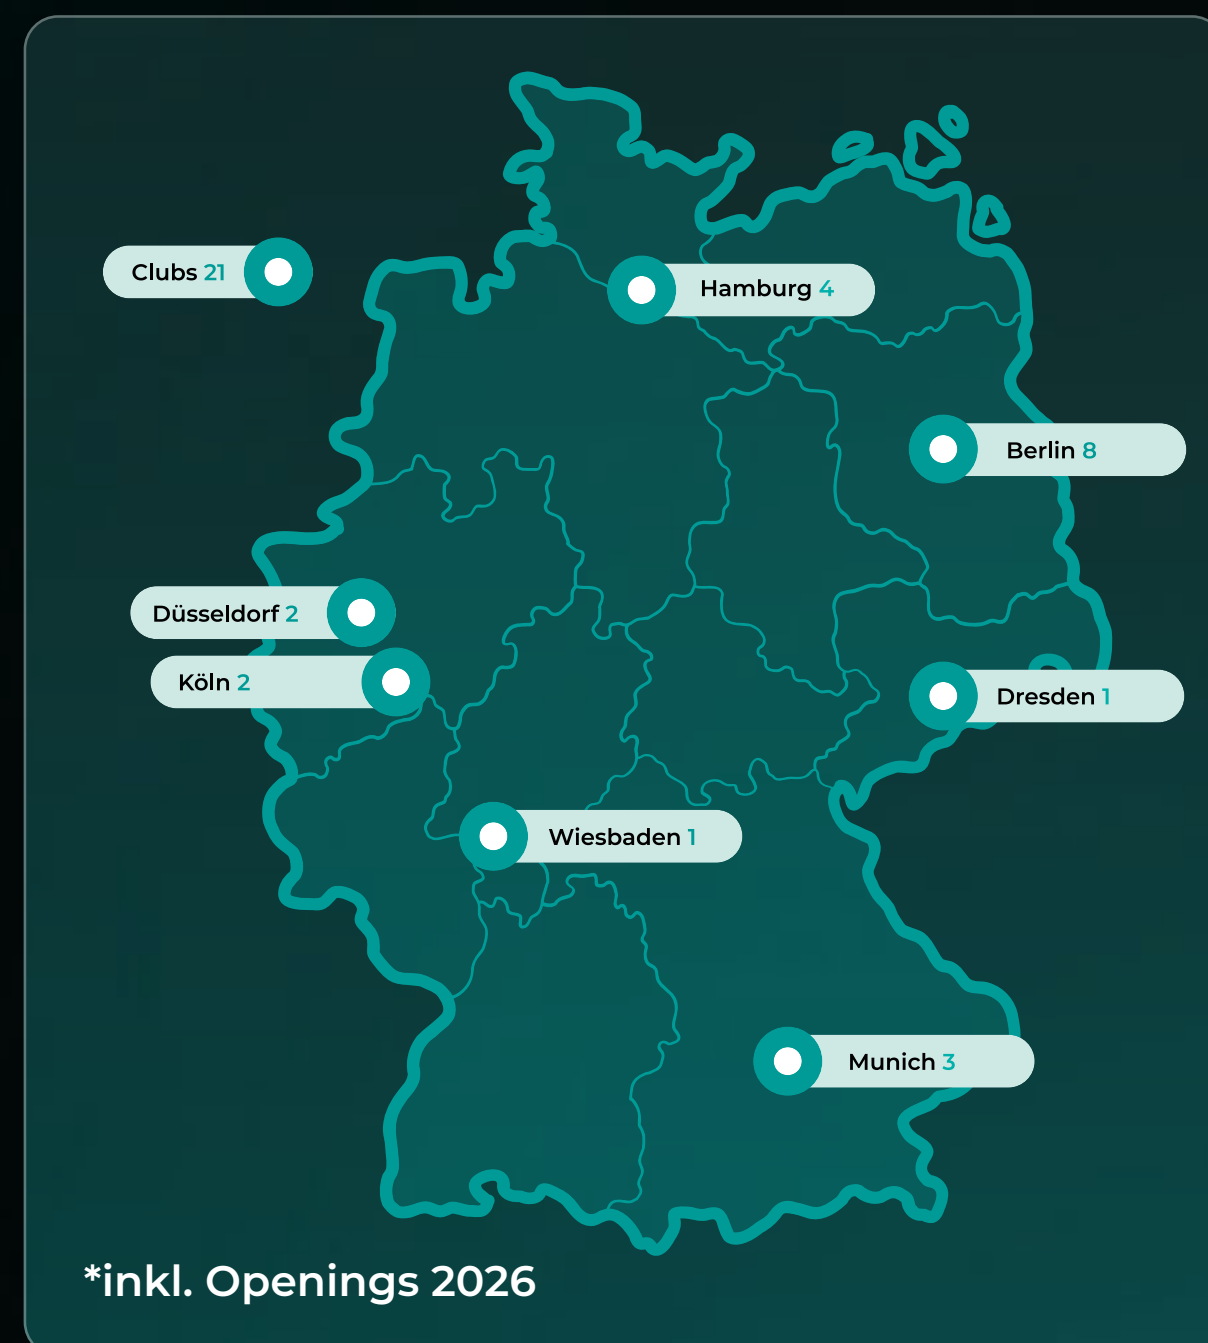 Clubs 21
Hamburg 4
Berlin 8
Düsseldorf 2
Köln 2
Dresden 1
Wiesbaden 1
Munich 3
*inkl. Openings 2026